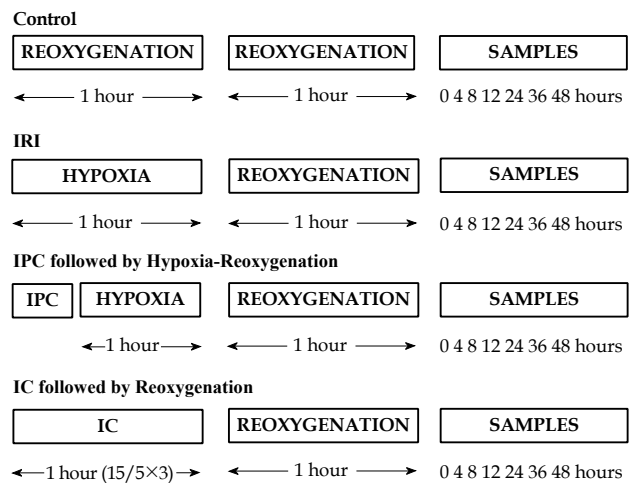 Control
REOXYGENATION REOXYGENATION SAMPLES
1 hour 1 hour 0 4 8 12 24 36 48 hours
IRI
HYPOXIA REOXYGENATION SAMPLES
1 hour 1 hour 0 4 8 12 24 36 48 hours
IPC followed by Hypoxia-Reoxygenation
IPC HYPOXIA REOXYGENATION SAMPLES
1 hour 1 hour 0 4 8 12 24 36 48 hours
IC followed by Reoxygenation
IC REOXYGENATION SAMPLES
1 hour (15/5×3) 1 hour 0 4 8 12 24 36 48 hours